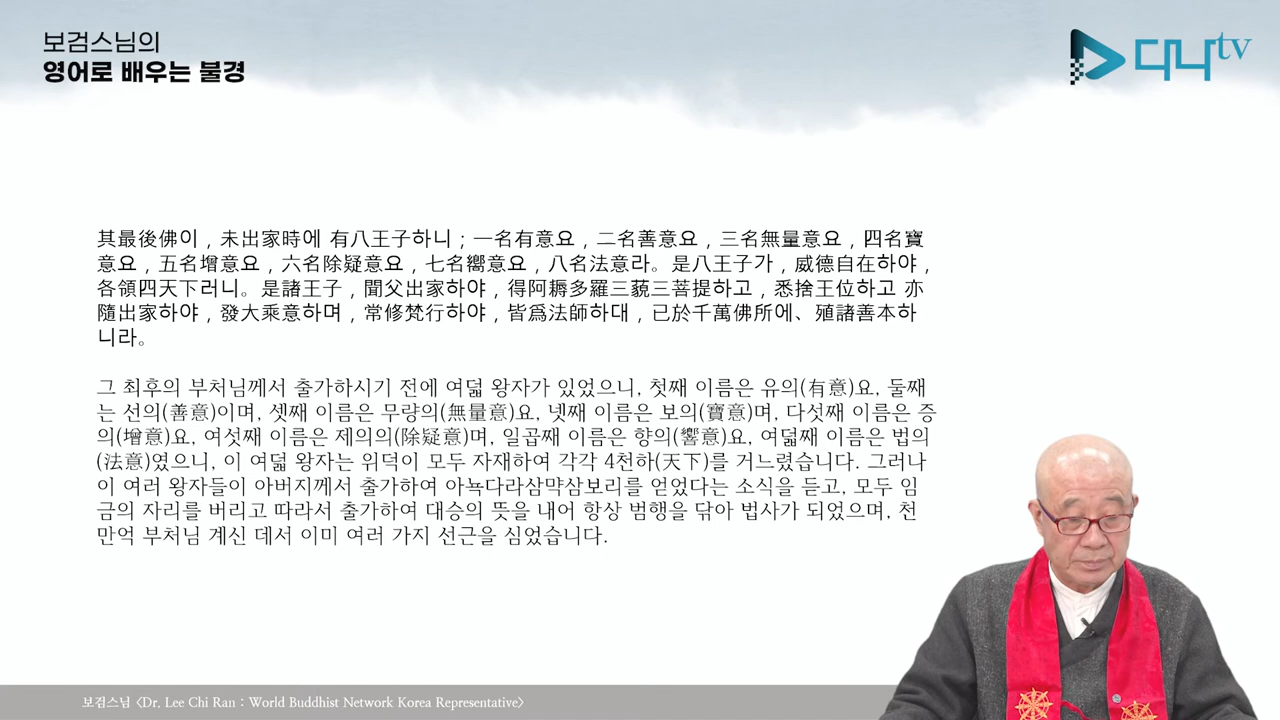 보검스님의
영어로 배우는 불경
디나tv
其最後佛이, 未出家時에 有八王子하니; 一名有意요, 二名善意요, 三名無量意요, 四名寶
意요, 五名增意요, 六名除疑意요, 七名嚮意요, 八名法意라。是八王子가, 威德自在하야,
各領四天下러니。是諸王子, 聞父出家하야, 得阿耨多羅三藐三菩提하고, 悉捨王位하고 亦
隨出家하야, 發大乘意하며, 常修梵行하야, 皆爲法師하대, 已於千萬佛所에、殖諸善本하
니라。
그 최후의 부처님께서 출가하시기 전에 여덟 왕자가 있었으니, 첫째 이름은 유의(有意)요, 둘째
는 선의(善意)이며, 셋째 이름은 무량의(無量意)요, 넷째 이름은 보의(寶意)며, 다섯째 이름은 증
의(增意)요, 여섯째 이름은 제의의(除疑意)며, 일곱째 이름은 향의(響意)요, 여덟째 이름은 법의
(法意)였으니, 이 여덟 왕자는 위덕이 모두 자재하여 각각 4천하(天下)를 거느렸습니다. 그러나
이 여러 왕자들이 아버지께서 출가하여 아뇩다라삼먁삼보리를 얻었다는 소식을 듣고, 모두 임
금의 자리를 버리고 따라서 출가하여 대승의 뜻을 내어 항상 범행을 닦아 법사가 되었으며, 천
만억 부처님 계신 데서 이미 여러 가지 선근을 심었습니다.
보검스님 <Dr. Lee Chi Ran : World Buddhist Network Korea Representative>